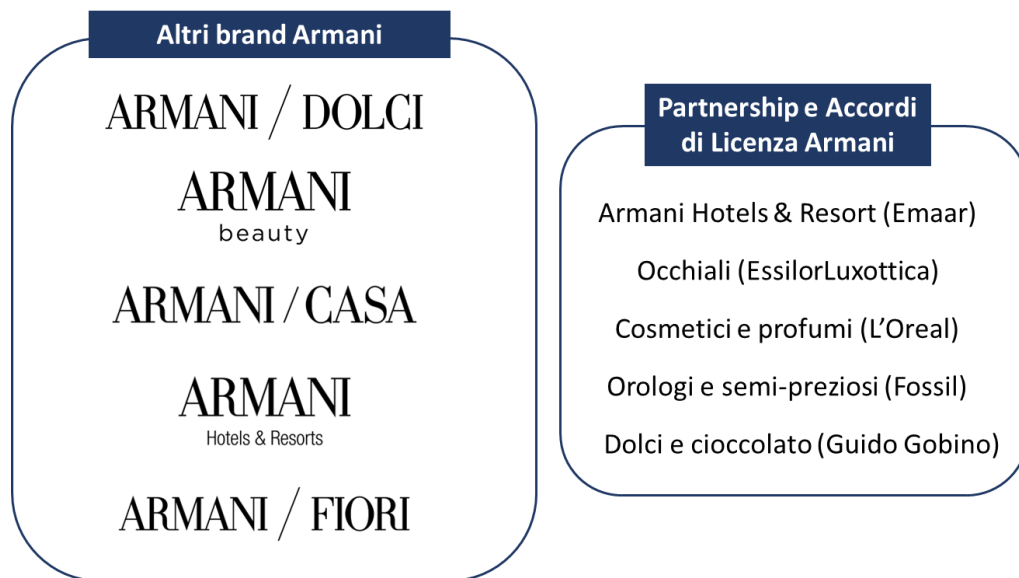 Altri brand Armani
ARMANI / DOLCI
ARMANI
beauty
ARMANI / CASA
ARMANI
Hotels & Resorts
ARMANI / FIORI
Partnership e Accordi
di Licenza Armani
Armani Hotels & Resort (Emaar)
Occhiali (EssilorLuxottica)
Cosmetici e profumi (L'Oreal)
Orologi e semi-preziosi (Fossil)
Dolci e cioccolato (Guido Gobino)